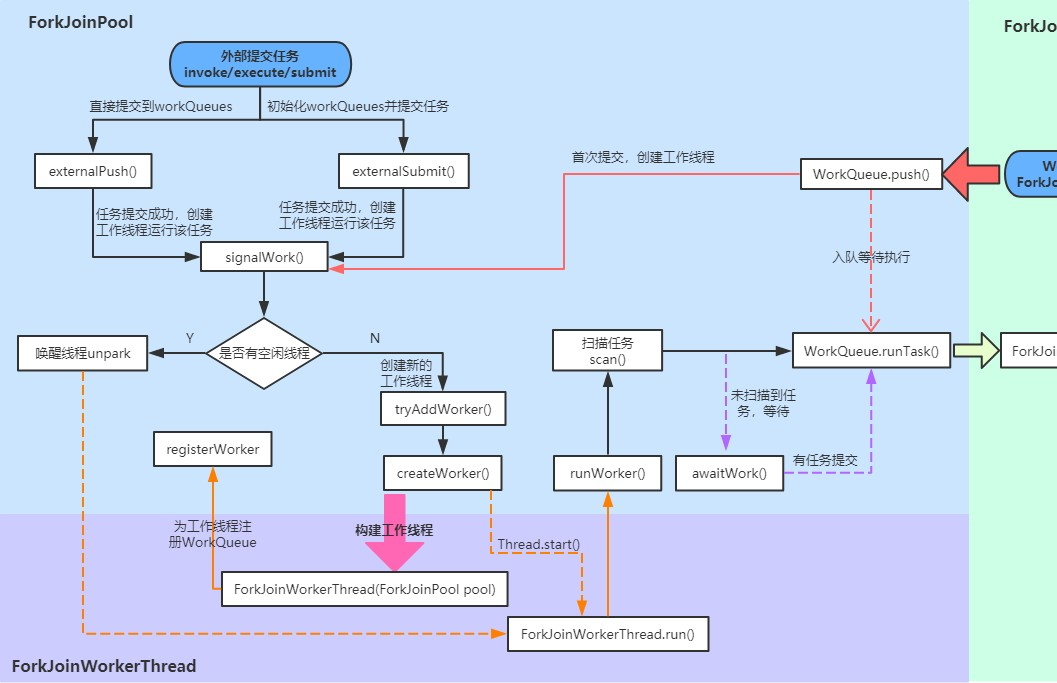 ForkJoinPool
ForkJo
外部提交任务
invoke/execute/submit
直接提交到workQueues
初始化workQueues并提交任务
externalPush()
externalSubmit()
首次提交，创建工作线程
WorkQueue.push()
W
ForkJo
任务提交成功，创建
工作线程运行该任务
任务提交成功，创建
工作线程运行该任务
signalWork()
入队等待执行
Y
是否有空闲线程
N
唤醒线程unpark
扫描任务
scan()
WorkQueue.runTask()
ForkJoin
创建新的
工作线程
tryAddWorker()
未扫描到任
务，等待
registerWorker
createWorker()
runWorker()
awaitWork()
有任务提交
为工作线程注
册WorkQueue
构建工作线程
Thread.start()
ForkJoinWorkerThread(ForkJoinPool pool)
ForkJoinWorkerThread.run()
ForkJoinWorkerThread